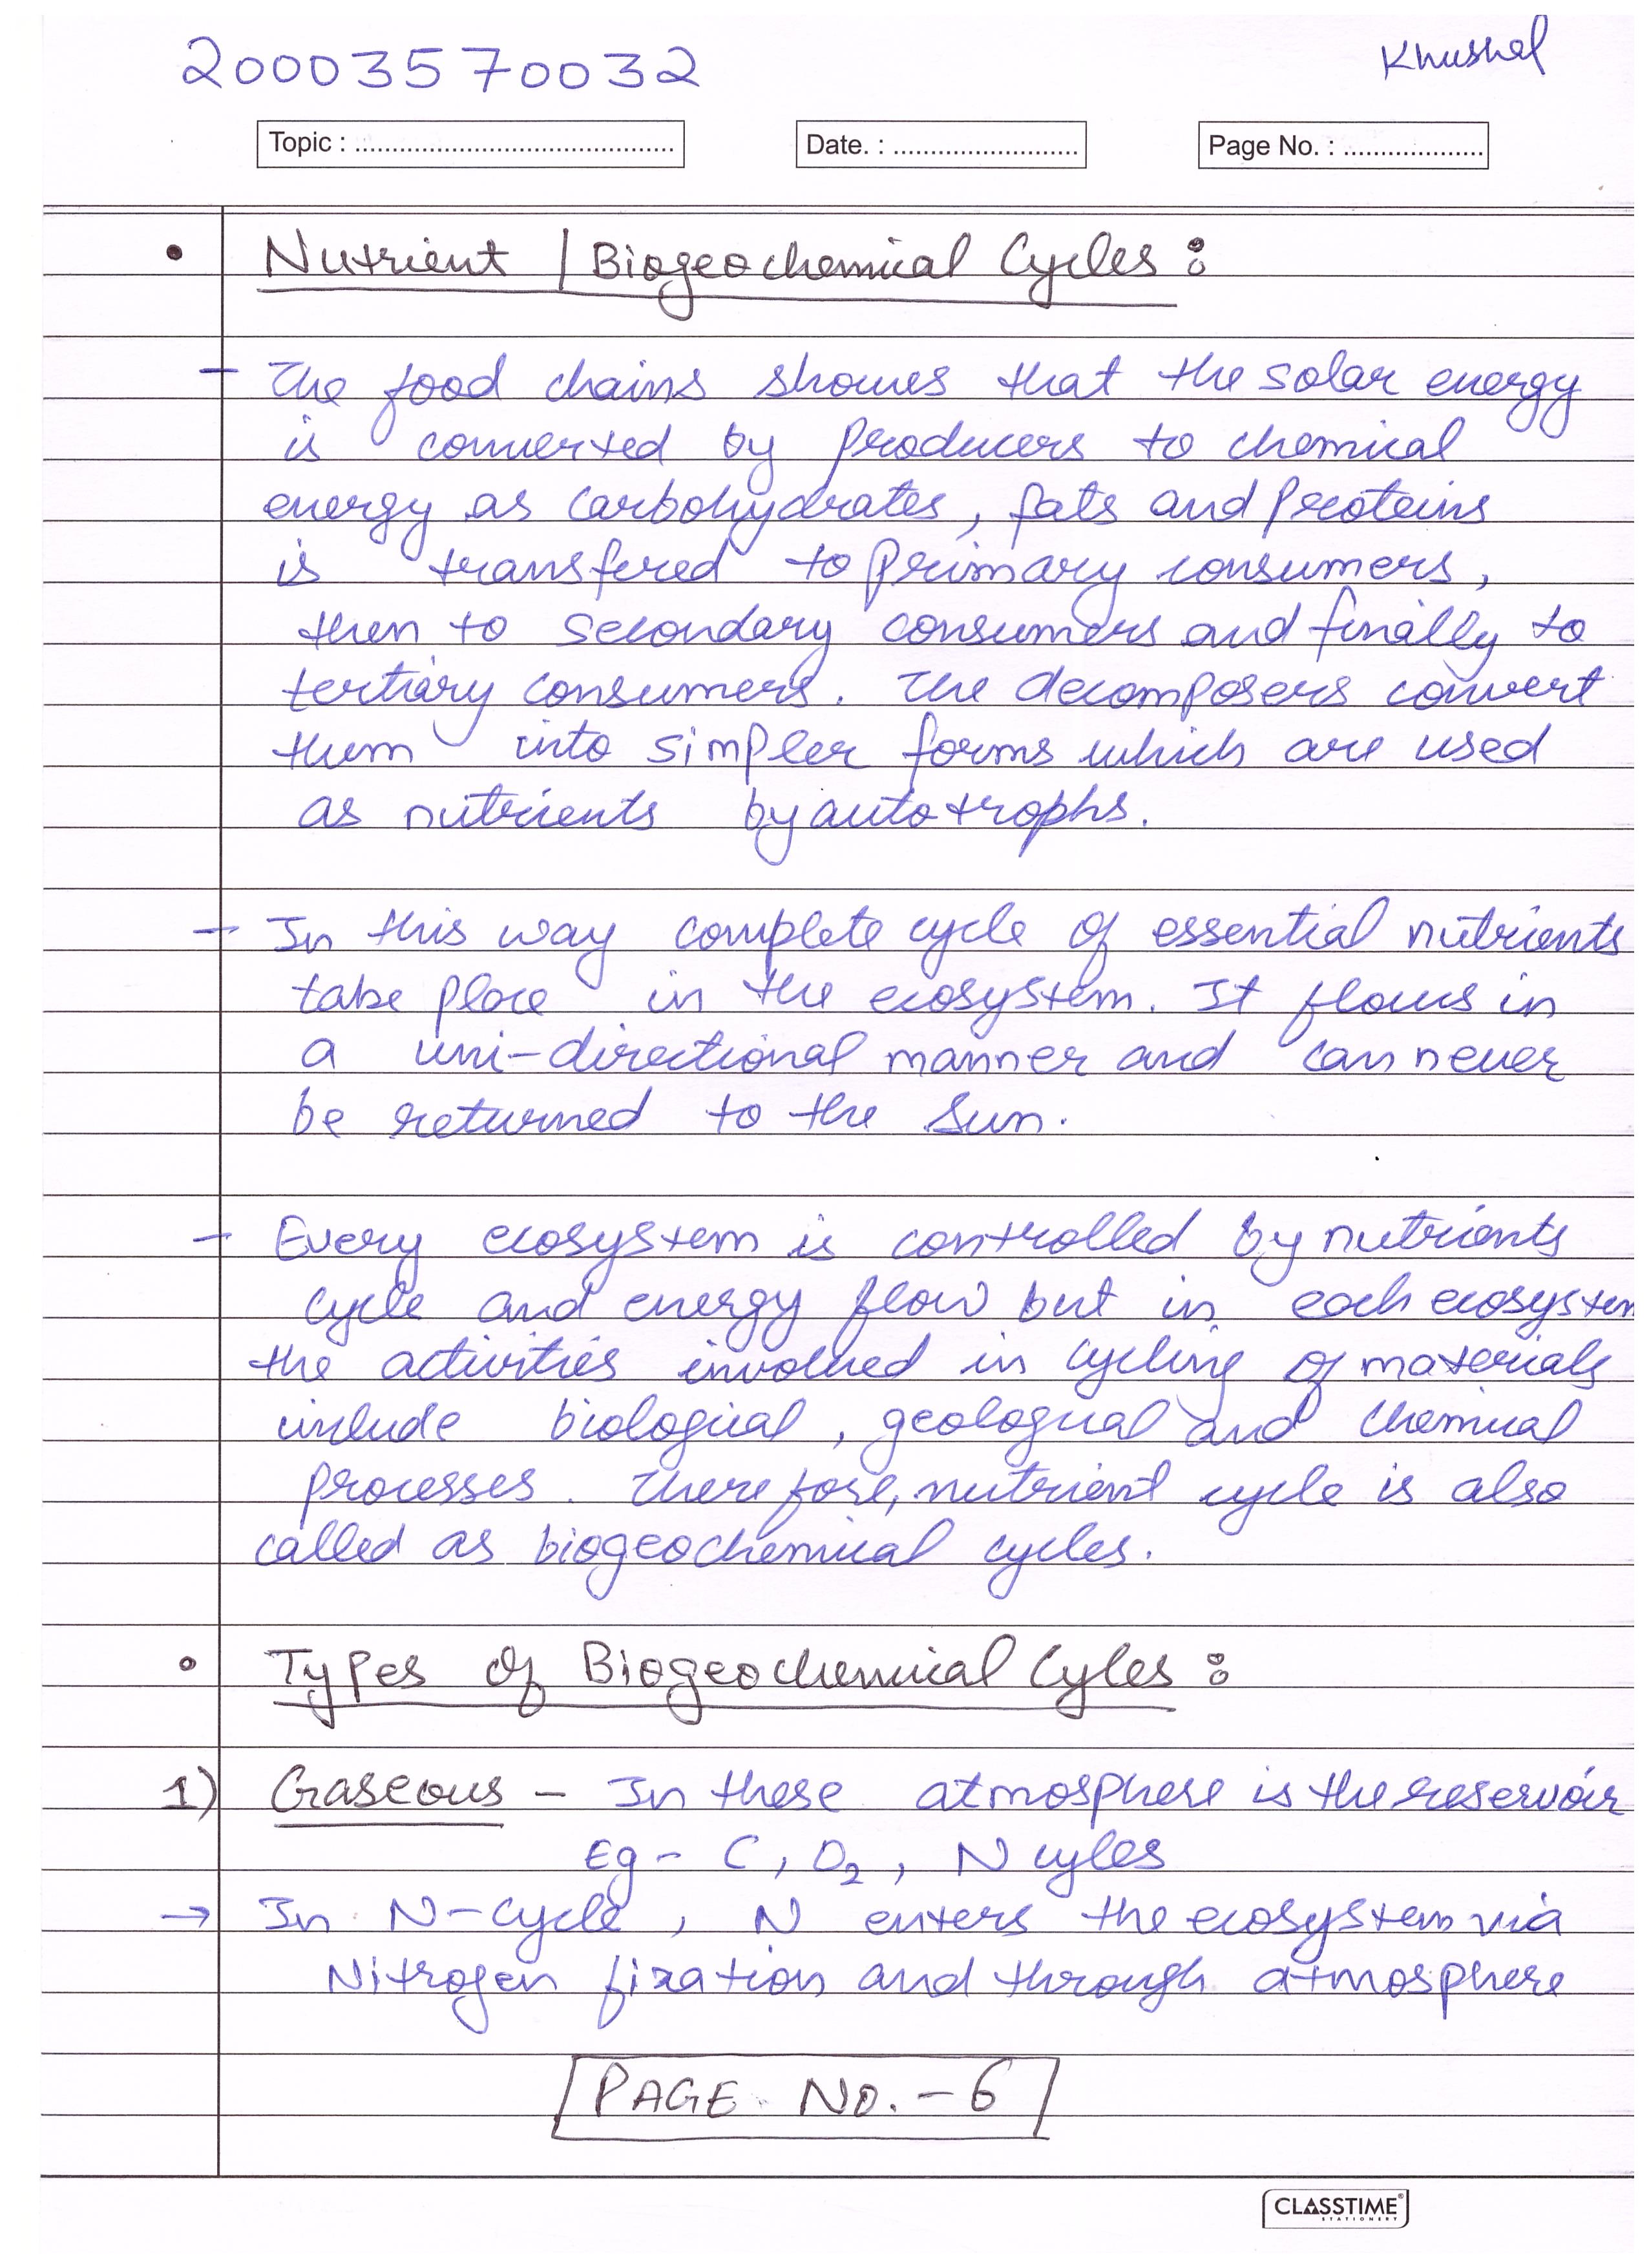 20003570032
Khushal
Topic : ............................................
Date. : .........................
Page No. : ...................
• Nutrient / Biogeochemical Cycles :
- The food chains shows that the solar energy
is converted by producers to chemical
energy as carbohydrates, fats and proteins
is transfered to primary consumers,
then to secondary consumers and finally to
tertiary consumers. The decomposers convert
them into simpler forms which are used
as nutrients by autotrophs.
- In this way complete cycle of essential nutrients
take place in the ecosystem. It flows in
a uni-directional manner and can never
be returned to the Sun.
- Every ecosystem is controlled by nutrients
cycle and energy flow but in each ecosystem
the activities involved in cycling of materials
include biological, geological and chemical
processes. Therefore, nutrient cycle is also
called as biogeochemical cycles.
• Types of Biogeochemical Cyles :
1) Gaseous - In these atmosphere is the reservoir
Eg - C, O2, N cyles
→ In N-cycle, N enters the ecosystem via
Nitrogen fixation and through atmosphere
PAGE NO. - 6
CLASSTIME
STATIONERY